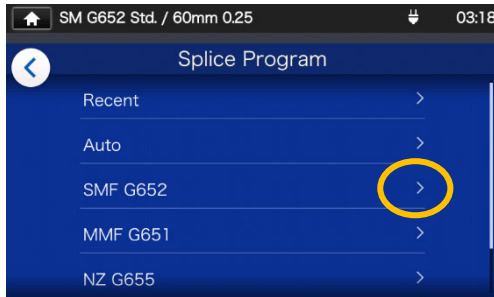 SM G652 Std. / 60mm 0.25 03:18
Splice Program
Recent
Auto
SMF G652
MMF G651
NZ G655